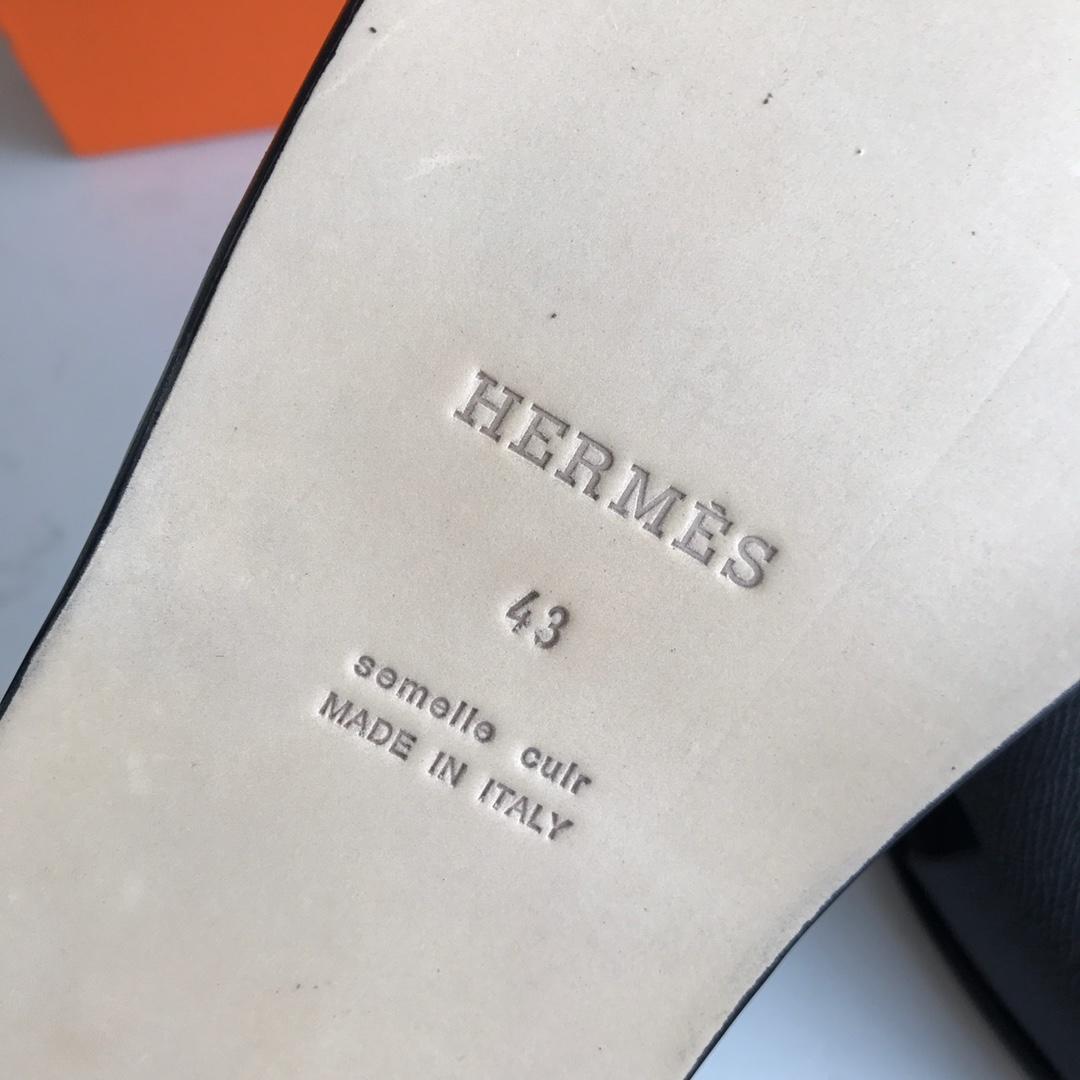 HERMÈS
43
semelle cuir
MADE IN ITALY